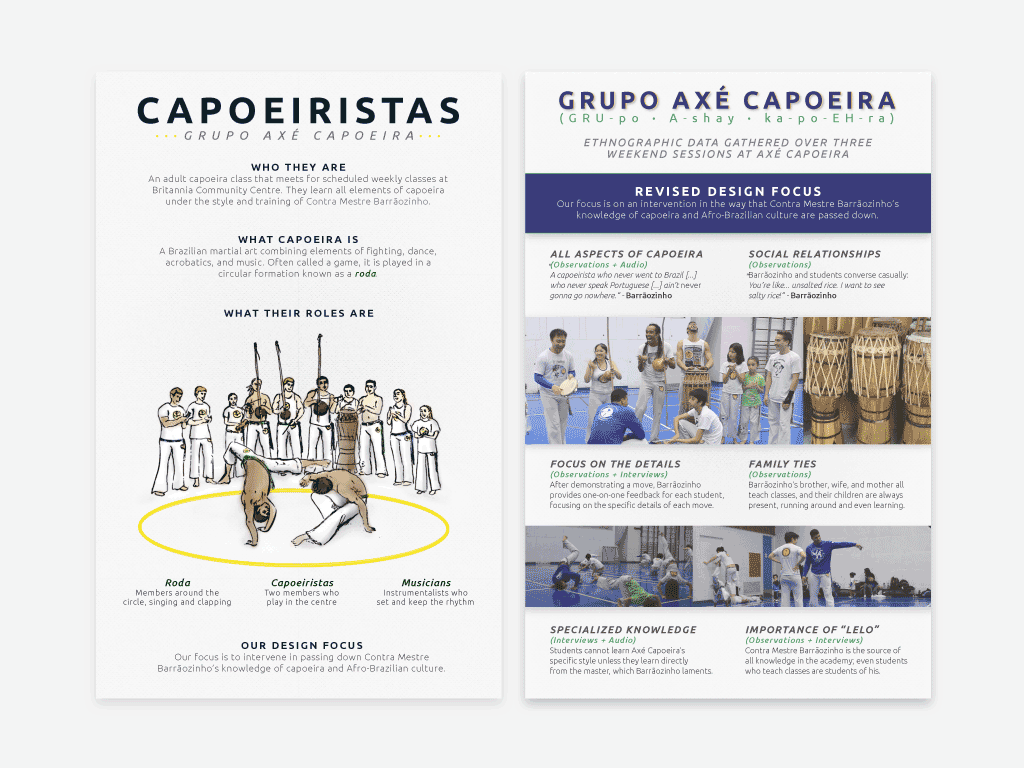 CAPOEIRISTAS
• • • GRUPO AXÉ CAPOEIRA • • •
WHO THEY ARE
An adult capoeira class that meets for scheduled weekly classes at
Britannia Community Centre. They learn all elements of capoeira
under the style and training of Contra Mestre Barrãozinho.
WHAT CAPOEIRA IS
A Brazilian martial art combining elements of fighting, dance,
acrobatics, and music. Often called a game, it is played in a
circular formation known as a roda.
WHAT THEIR ROLES ARE
Roda
Members around the
circle, singing and clapping
Capoeiristas
Two members who
play in the centre
Musicians
Instrumentalists who
set and keep the rhythm
OUR DESIGN FOCUS
Our focus is to intervene in passing down Contra Mestre
Barrãozinho's knowledge of capoeira and Afro-Brazilian culture.
GRUPO AXÉ CAPOEIRA
(GRU-po • A-shay • ka-po-EH-ra)
ETHNOGRAPHIC DATA GATHERED OVER THREE
WEEKEND SESSIONS AT AXÉ CAPOEIRA
REVISED DESIGN FOCUS
Our focus is on an intervention in the way that Contra Mestre Barrãozinho's
knowledge of capoeira and Afro-Brazilian culture are passed down.
ALL ASPECTS OF CAPOEIRA
(Observations + Audio)
"A capoeirista who never went to Brazil [...]
who never speak Portuguese [...] ain't never
gonna go nowhere." - Barrãozinho
SOCIAL RELATIONSHIPS
(Observations)
Barrãozinho and students converse casually:
"You're like... unsalted rice. I want to see
salty rice!" - Barrãozinho
FOCUS ON THE DETAILS
(Observations + Interviews)
After demonstrating a move, Barrãozinho
provides one-on-one feedback for each student,
focusing on the specific details of each move.
FAMILY TIES
(Observations)
Barrãozinho's brother, wife, and mother all
teach classes, and their children are always
present, running around and even learning.
SPECIALIZED KNOWLEDGE
(Interviews + Audio)
Students cannot learn Axé Capoeira's
specific style unless they learn directly
from the master, which Barrãozinho laments.
IMPORTANCE OF "LELO"
(Observations + Interviews)
Contra Mestre Barrãozinho is the source of
all knowledge in the academy; even students
who teach classes are students of his.